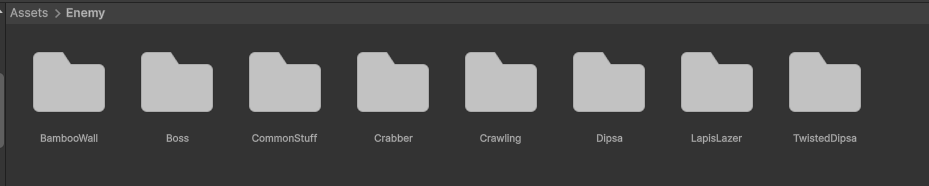 Assets > Enemy
BambooWall Boss CommonStuff Crabber Crawling Dipsa LapisLazer TwistedDipsa